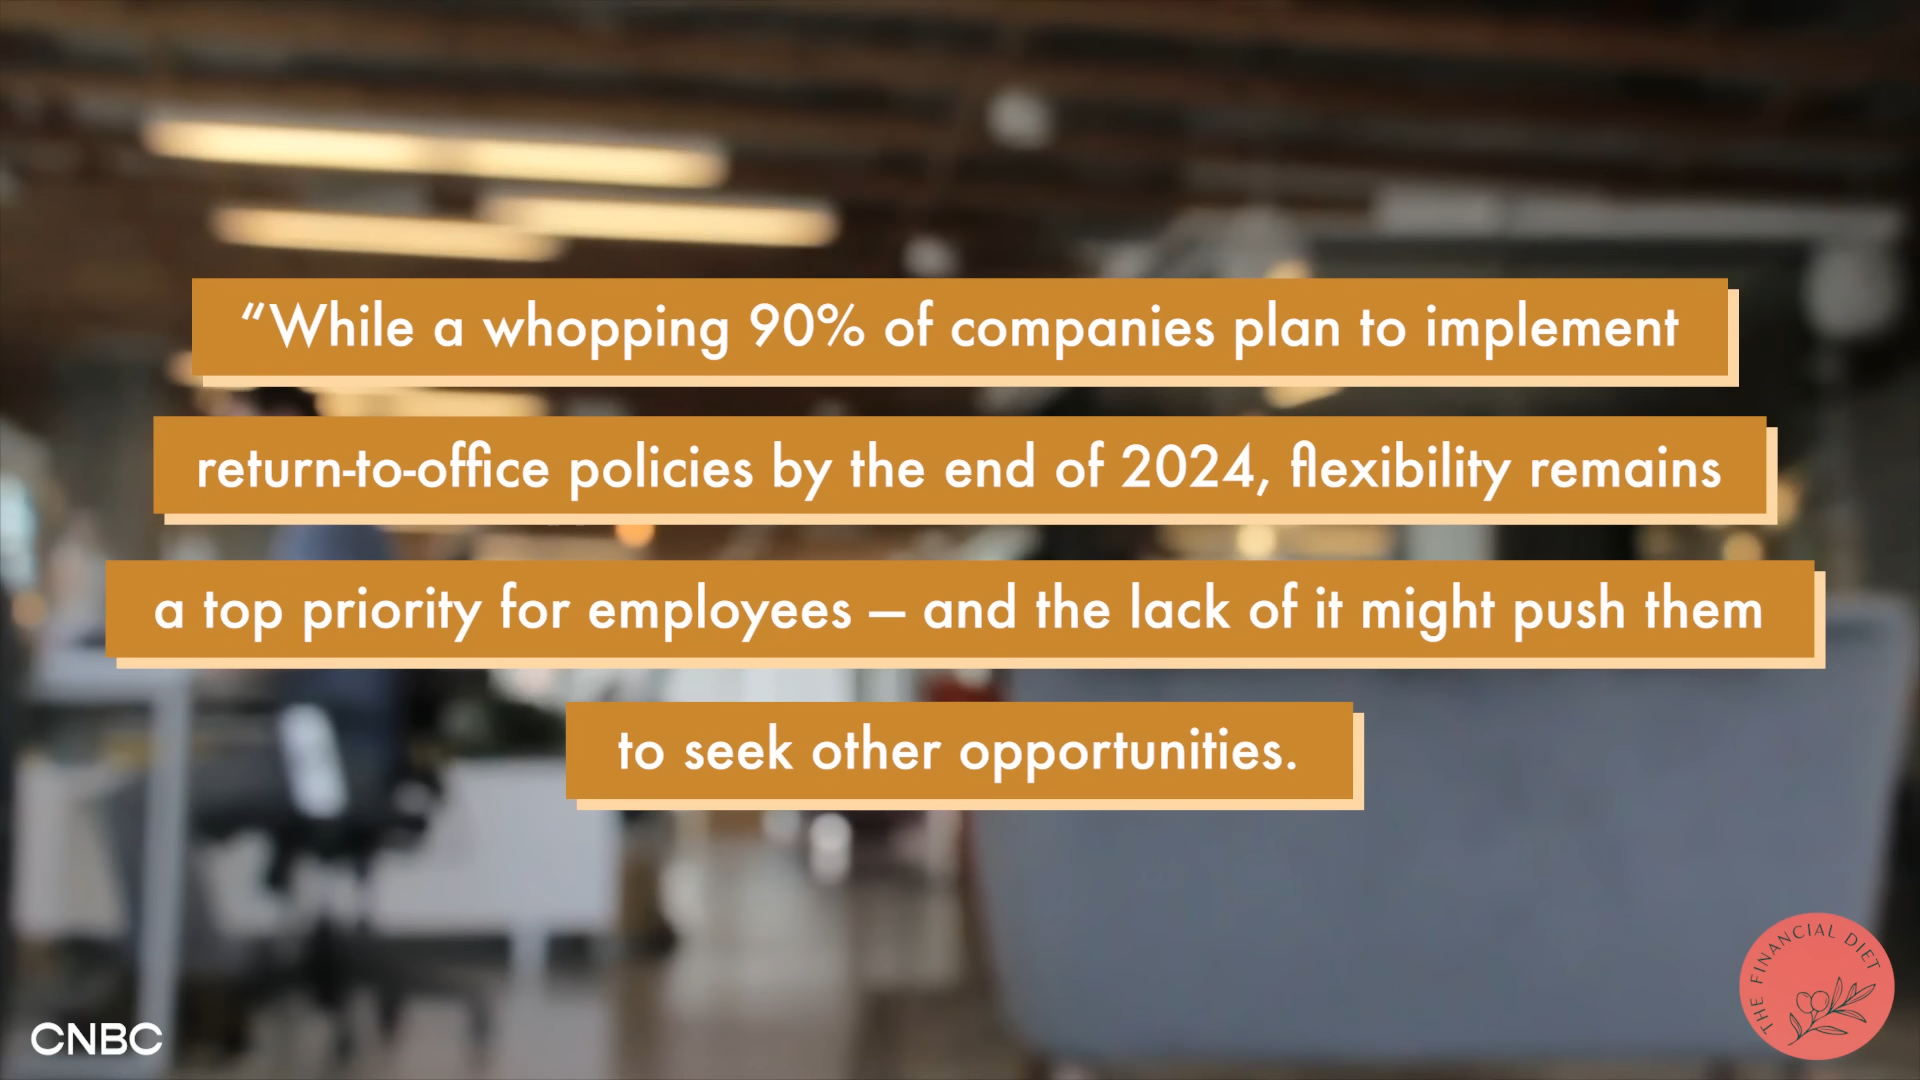 “While a whopping 90% of companies plan to implement
return-to-office policies by the end of 2024, flexibility remains
a top priority for employees — and the lack of it might push them
to seek other opportunities.
THE FINANCIAL DIET
CNBC